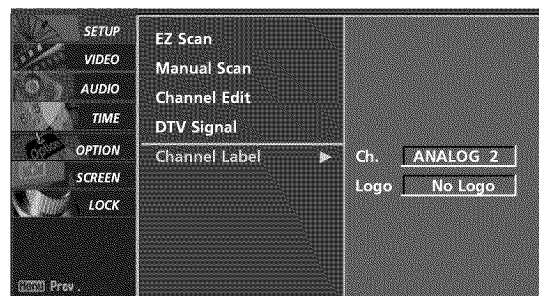 SETUP
VIDEO
AUDIO
TIME
OPTION
SCREEN
LOCK
Menu Prev.
EZ Scan
Manual Scan
Channel Edit
DTV Signal
Channel Label ▶
Ch. ANALOG 2
Logo No Logo